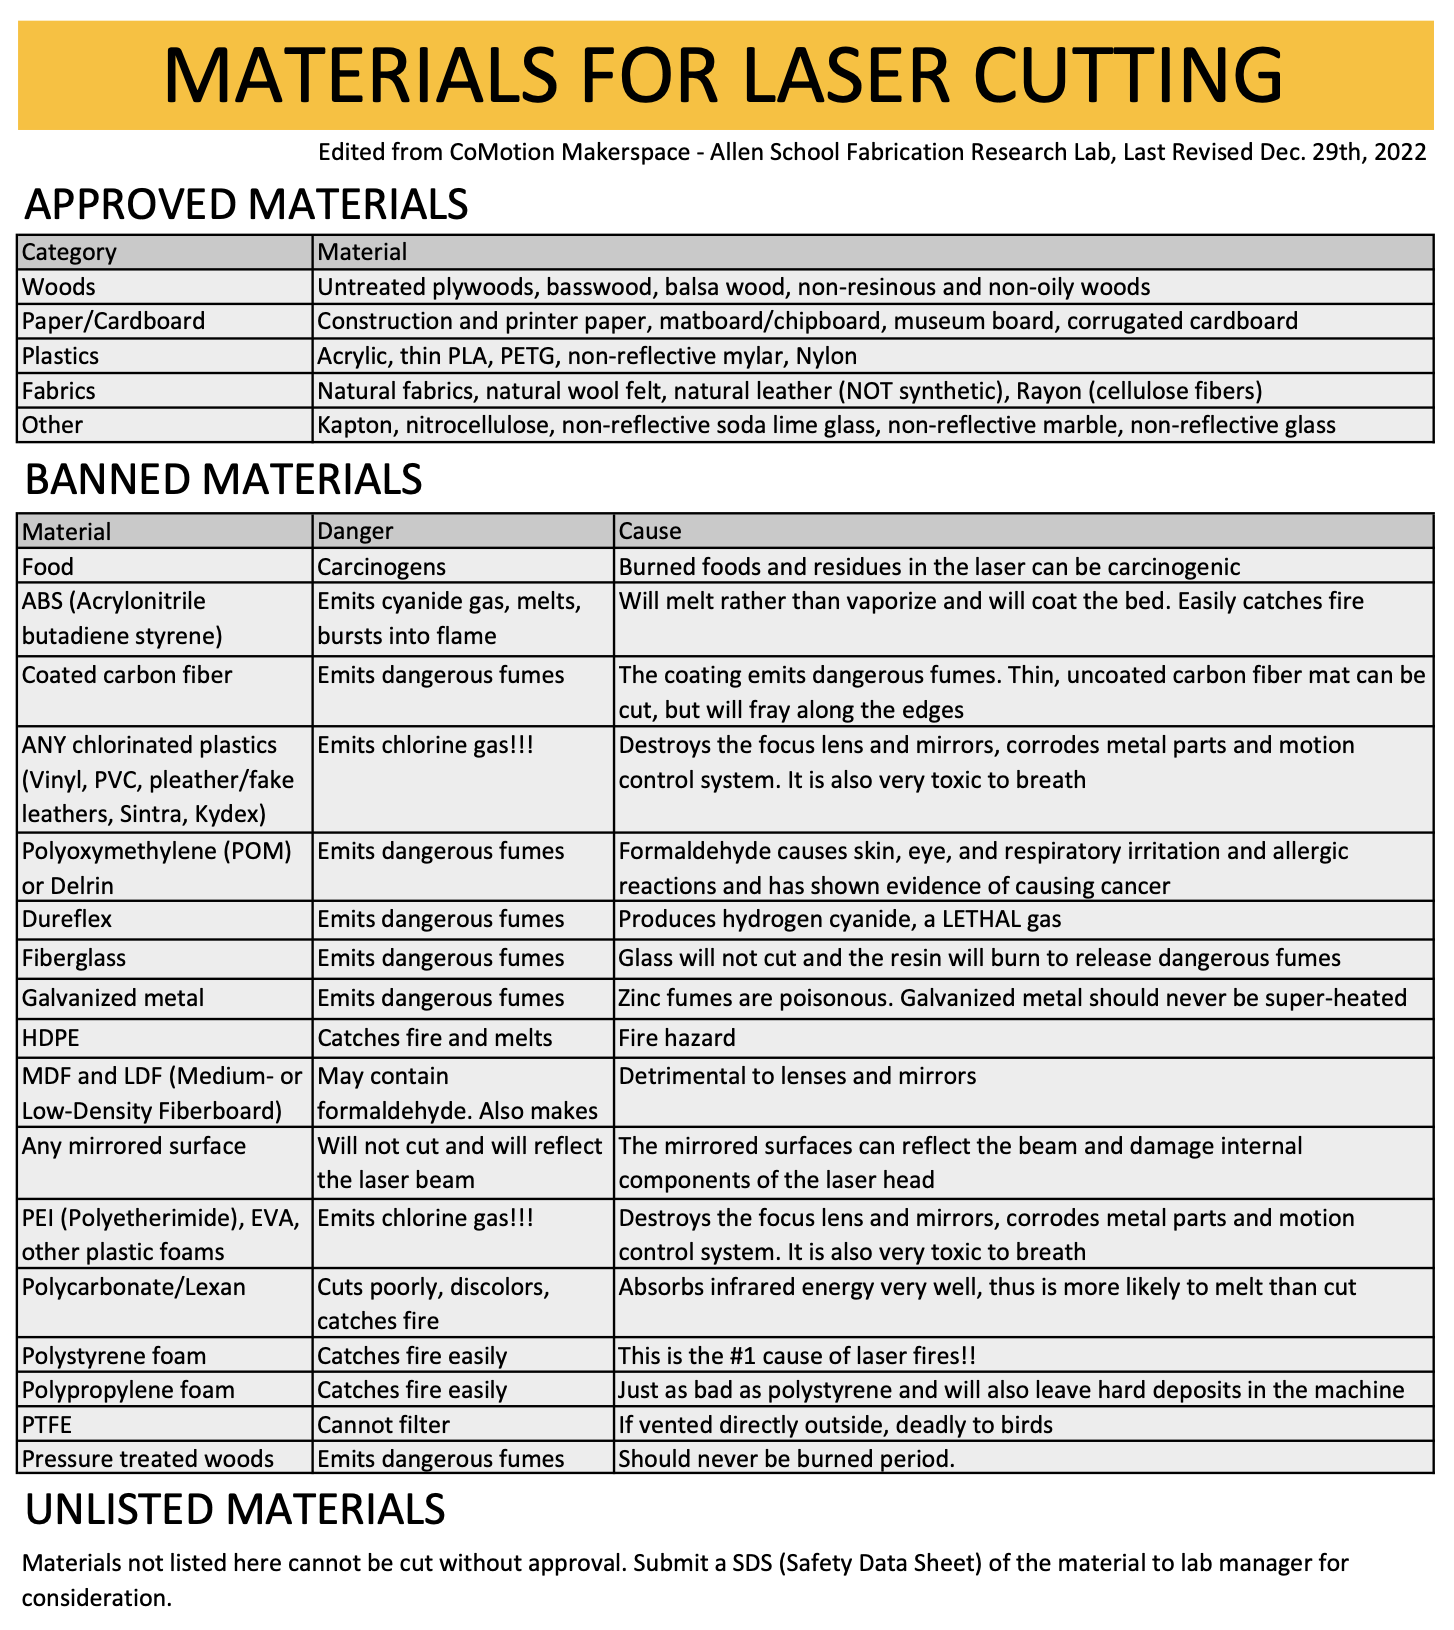 MATERIALS FOR LASER CUTTING
Edited from CoMotion Makerspace - Allen School Fabrication Research Lab, Last Revised Dec. 29th, 2022
APPROVED MATERIALS
Category Material
Woods Untreated plywoods, basswood, balsa wood, non-resinous and non-oily woods
Paper/Cardboard Construction and printer paper, matboard/chipboard, museum board, corrugated cardboard
Plastics Acrylic, thin PLA, PETG, non-reflective mylar, Nylon
Fabrics Natural fabrics, natural wool felt, natural leather (NOT synthetic), Rayon (cellulose fibers)
Other Kapton, nitrocellulose, non-reflective soda lime glass, non-reflective marble, non-reflective glass
BANNED MATERIALS
Material Danger Cause
Food Carcinogens Burned foods and residues in the laser can be carcinogenic
ABS (Acrylonitrile Emits cyanide gas, melts, Will melt rather than vaporize and will coat the bed. Easily catches fire
butadiene styrene) bursts into flame
Coated carbon fiber Emits dangerous fumes The coating emits dangerous fumes. Thin, uncoated carbon fiber mat can be
cut, but will fray along the edges
ANY chlorinated plastics Emits chlorine gas!!! Destroys the focus lens and mirrors, corrodes metal parts and motion
(Vinyl, PVC, pleather/fake control system. It is also very toxic to breath
leathers, Sintra, Kydex)
Polyoxymethylene (POM) Emits dangerous fumes Formaldehyde causes skin, eye, and respiratory irritation and allergic
or Delrin reactions and has shown evidence of causing cancer
Dureflex Emits dangerous fumes Produces hydrogen cyanide, a LETHAL gas
Fiberglass Emits dangerous fumes Glass will not cut and the resin will burn to release dangerous fumes
Galvanized metal Emits dangerous fumes Zinc fumes are poisonous. Galvanized metal should never be super-heated
HDPE Catches fire and melts Fire hazard
MDF and LDF (Medium- or May contain Detrimental to lenses and mirrors
Low-Density Fiberboard) formaldehyde. Also makes
Any mirrored surface Will not cut and will reflect The mirrored surfaces can reflect the beam and damage internal
the laser beam components of the laser head
PEI (Polyetherimide), EVA, Emits chlorine gas!!! Destroys the focus lens and mirrors, corrodes metal parts and motion
other plastic foams control system. It is also very toxic to breath
Polycarbonate/Lexan Cuts poorly, discolors, Absorbs infrared energy very well, thus is more likely to melt than cut
catches fire
Polystyrene foam Catches fire easily This is the #1 cause of laser fires!!
Polypropylene foam Catches fire easily Just as bad as polystyrene and will also leave hard deposits in the machine
PTFE Cannot filter If vented directly outside, deadly to birds
Pressure treated woods Emits dangerous fumes Should never be burned period.
UNLISTED MATERIALS
Materials not listed here cannot be cut without approval. Submit a SDS (Safety Data Sheet) of the material to lab manager for
consideration.